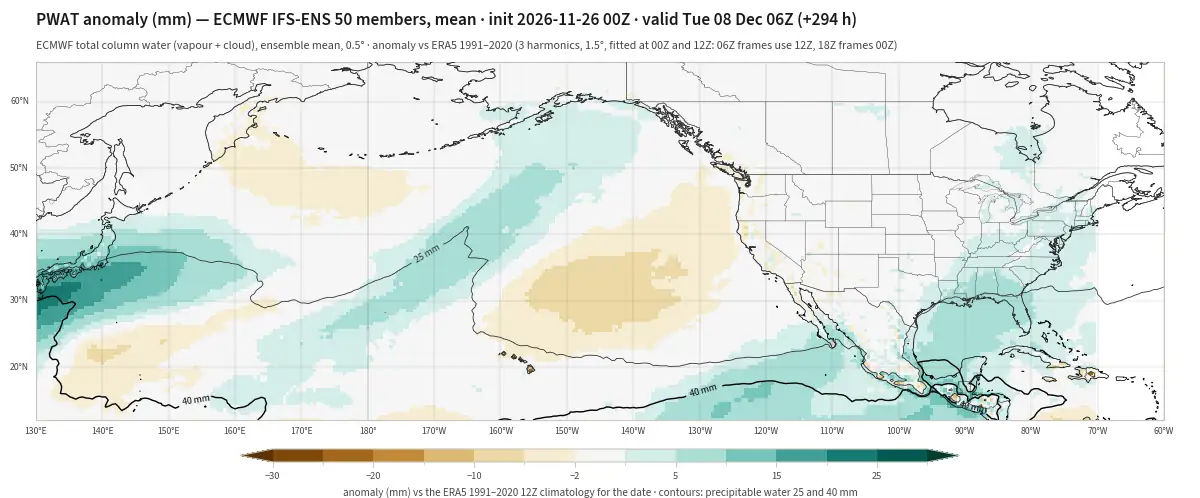 PWAT anomaly (mm) — ECMWF IFS-ENS 50 members, mean · init 2026-11-26 00Z · valid Tue 08 Dec 06Z (+294 h)
ECMWF total column water (vapour + cloud), ensemble mean, 0.5° · anomaly vs ERA5 1991–2020 (3 harmonics, 1.5°, fitted at 00Z and 12Z: 06Z frames use 12Z, 18Z frames 00Z)
60°N
50°N
40°N
25 mm
30°N
20°N
40 mm
40 mm
130°E 140°E 150°E 160°E 170°E 180° 170°W 160°W 150°W 140°W 130°W 120°W 110°W 100°W 90°W 80°W 70°W 60°W
−30 −20 −10 −2 5 15 25
anomaly (mm) vs the ERA5 1991–2020 12Z climatology for the date · contours: precipitable water 25 and 40 mm